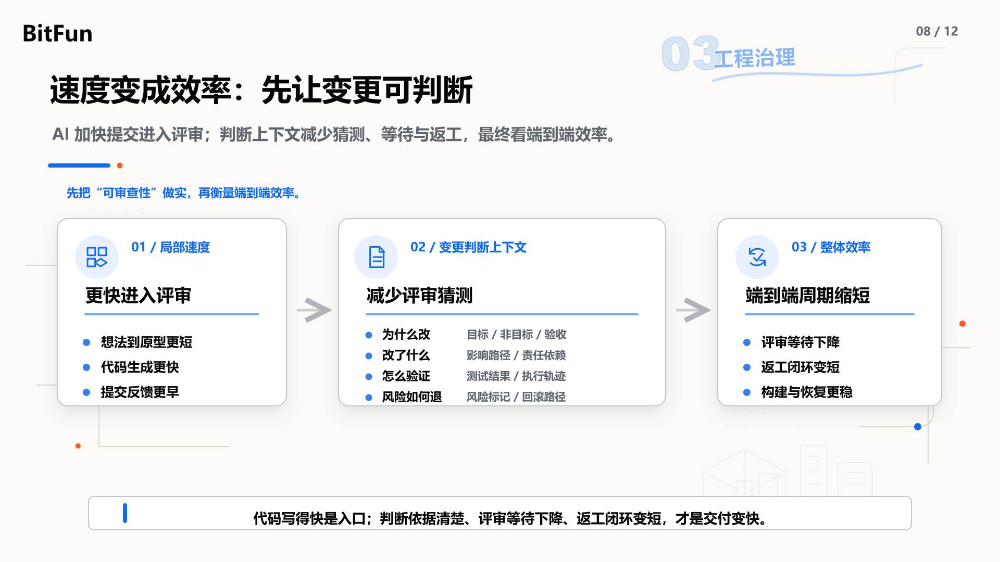 BitFun
08 / 12
03 工程治理
速度变成效率：先让变更可判断
AI 加快提交进入评审；判断上下文减少猜测、等待与返工，最终看端到端效率。
先把“可审查性”做实，再衡量端到端效率。
01 / 局部速度
更快进入评审
想法到原型更短
代码生成更快
提交反馈更早
02 / 变更判断上下文
减少评审猜测
为什么改 目标 / 非目标 / 验收
改了什么 影响路径 / 责任依赖
怎么验证 测试结果 / 执行轨迹
风险如何退 风险标记 / 回滚路径
03 / 整体效率
端到端周期缩短
评审等待下降
返工闭环变短
构建与恢复更稳
代码写得快是入口；判断依据清楚、评审等待下降、返工闭环变短，才是交付变快。